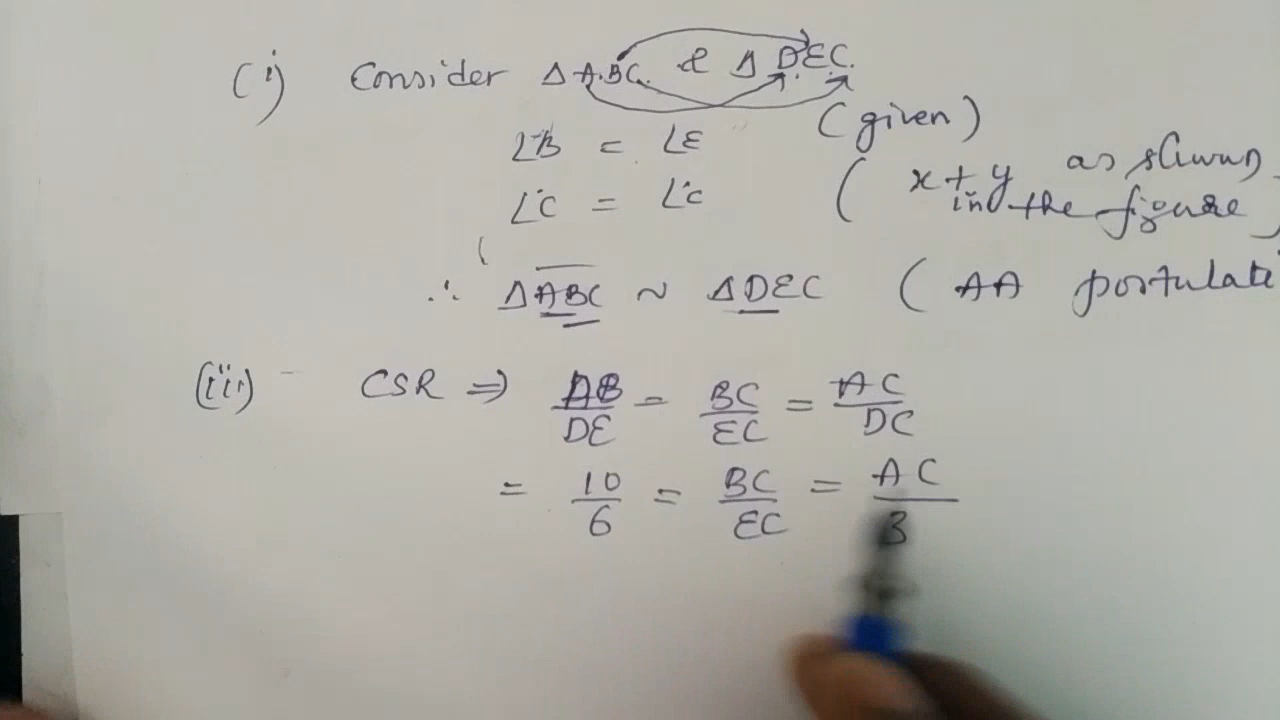 (i) Consider ΔABC & ΔDEC.
∠B = ∠E (given)
∠C = ∠C ( x+y as shown in the figure)
∴ ΔABC ~ ΔDEC ( AA postulate
(iii) CSR ⇒ AB/DE = BC/EC = AC/DC
= 10/6 = BC/EC = AC/3